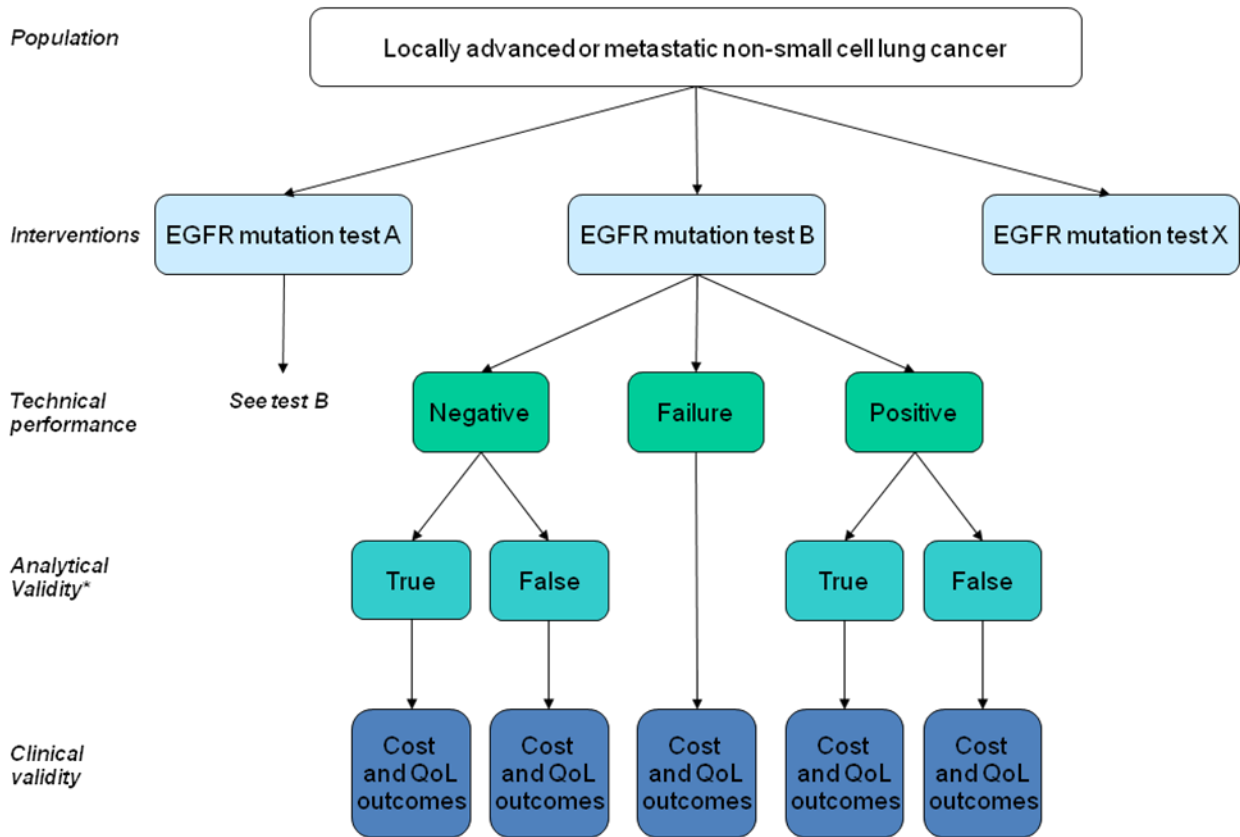 Population
Locally advanced or metastatic non-small cell lung cancer
Interventions
EGFR mutation test A
EGFR mutation test B
EGFR mutation test X
Technical
performance
See test B
Negative
Failure
Positive
Analytical
Validity*
True
False
True
False
Clinical
validity
Cost
and QoL
outcomes
Cost
and QoL
outcomes
Cost
and QoL
outcomes
Cost
and QoL
outcomes
Cost
and QoL
outcomes